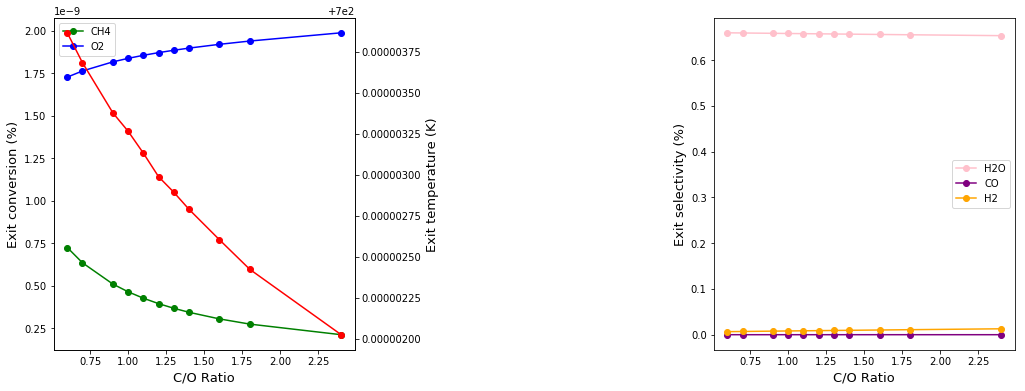 1e−9
+7e2
CH4
O2
2.00
1.75
1.50
1.25
1.00
0.75
0.50
0.25
Exit conversion (%)
0.75 1.00 1.25 1.50 1.75 2.00 2.25
C/O Ratio
0.00000375
0.00000350
0.00000325
0.00000300
0.00000275
0.00000250
0.00000225
0.00000200
Exit temperature (K)
0.6
0.5
0.4
0.3
0.2
0.1
0.0
Exit selectivity (%)
H2O
CO
H2
0.75 1.00 1.25 1.50 1.75 2.00 2.25
C/O Ratio